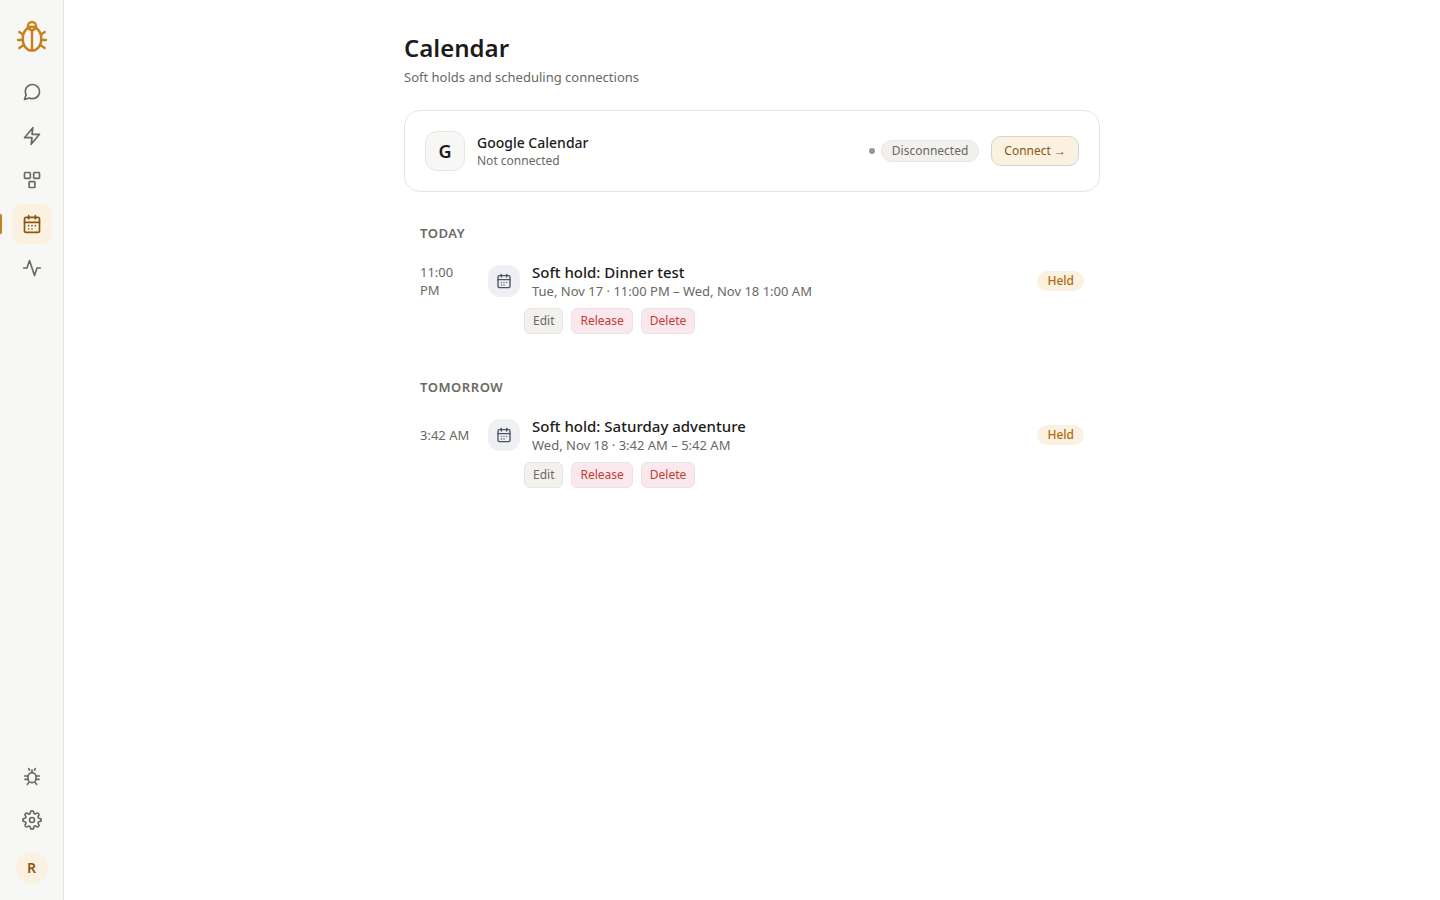 Calendar
Soft holds and scheduling connections
G
Google Calendar
Not connected
Disconnected
Connect →
TODAY
11:00
PM
Soft hold: Dinner test
Tue, Nov 17 · 11:00 PM – Wed, Nov 18 1:00 AM
Held
Edit
Release
Delete
TOMORROW
3:42 AM
Soft hold: Saturday adventure
Wed, Nov 18 · 3:42 AM – 5:42 AM
Held
Edit
Release
Delete
R